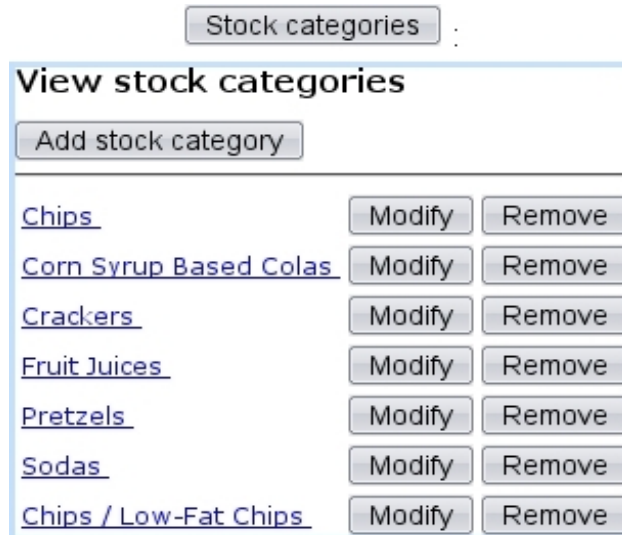 Stock categories :
View stock categories
Add stock category
Chips Modify Remove
Corn Syrup Based Colas Modify Remove
Crackers Modify Remove
Fruit Juices Modify Remove
Pretzels Modify Remove
Sodas Modify Remove
Chips / Low-Fat Chips Modify Remove